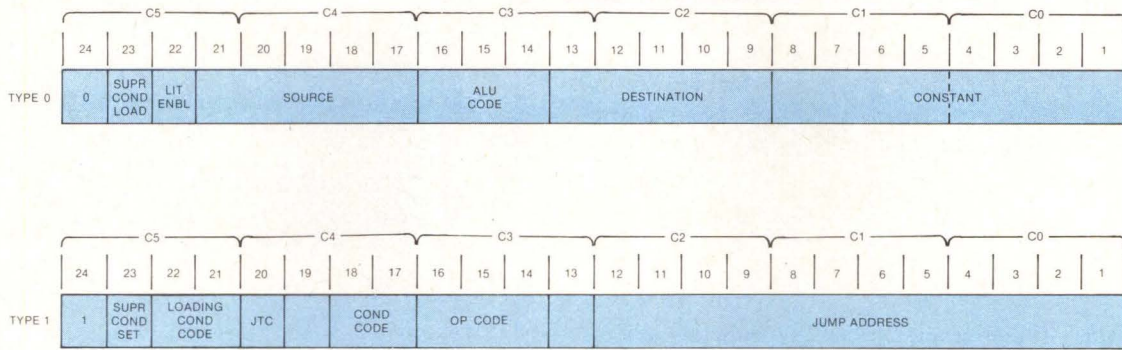 C5 C4 C3 C2 C1 C0
24 23 22 21 20 19 18 17 16 15 14 13 12 11 10 9 8 7 6 5 4 3 2 1
TYPE 0 0 SUPR COND LOAD LIT ENBL SOURCE ALU CODE DESTINATION CONSTANT
C5 C4 C3 C2 C1 C0
24 23 22 21 20 19 18 17 16 15 14 13 12 11 10 9 8 7 6 5 4 3 2 1
TYPE 1 1 SUPR COND SET LOADING COND CODE JTC COND CODE OP CODE JUMP ADDRESS